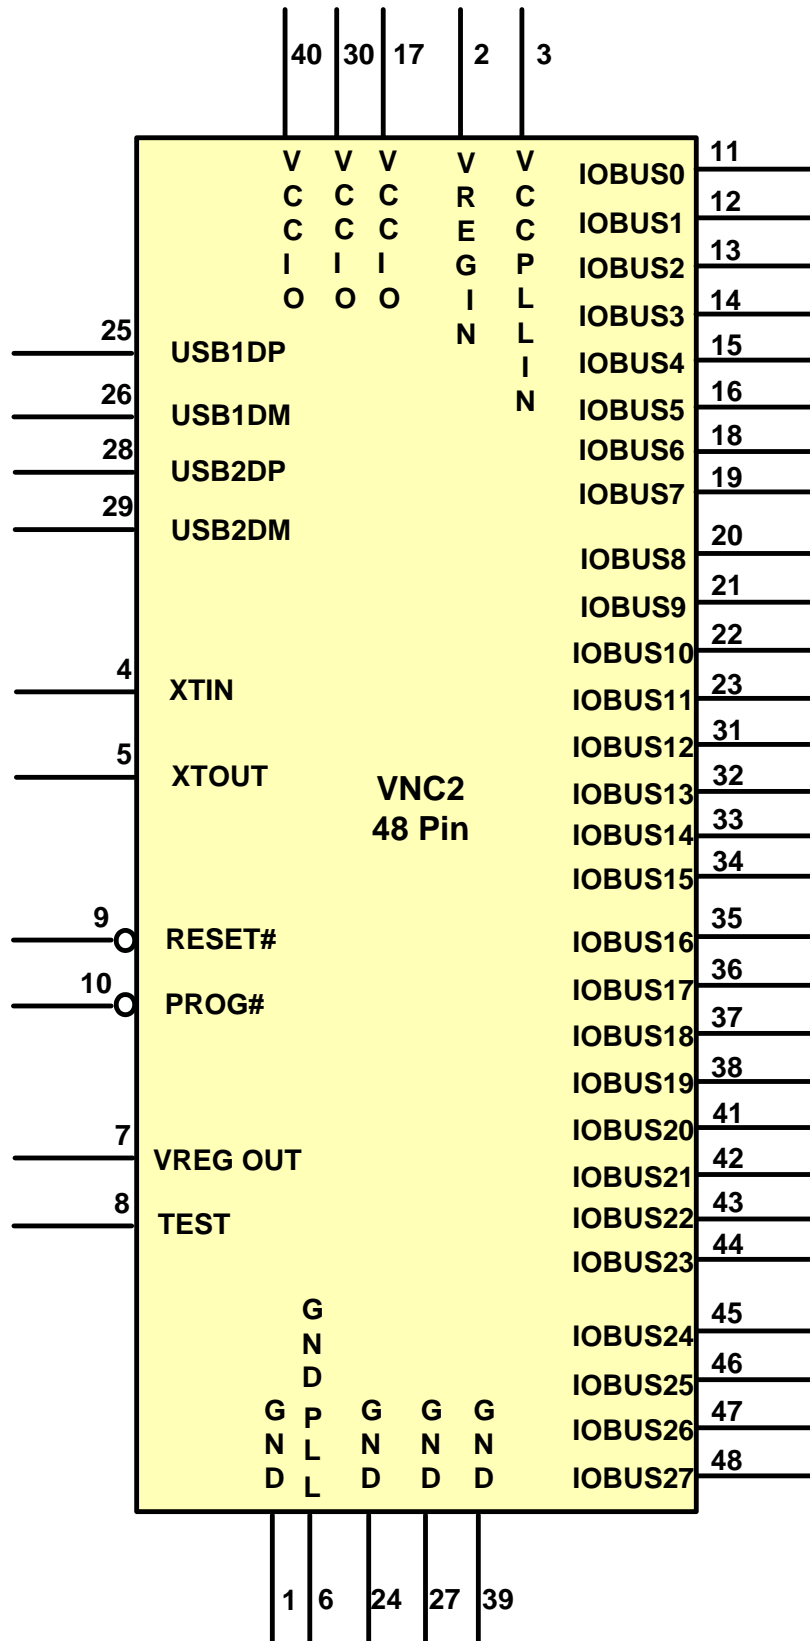 40 30 17 2 3
VCCIO VCCIO VCCIO VREGIN VCCPLLIN
25 USB1DP
26 USB1DM
28 USB2DP
29 USB2DM
4 XTIN
5 XTOUT
9 RESET#
10 PROG#
7 VREG OUT
8 TEST
VNC2
48 Pin
IOBUS0 11
IOBUS1 12
IOBUS2 13
IOBUS3 14
IOBUS4 15
IOBUS5 16
IOBUS6 18
IOBUS7 19
IOBUS8 20
IOBUS9 21
IOBUS10 22
IOBUS11 23
IOBUS12 31
IOBUS13 32
IOBUS14 33
IOBUS15 34
IOBUS16 35
IOBUS17 36
IOBUS18 37
IOBUS19 38
IOBUS20 41
IOBUS21 42
IOBUS22 43
IOBUS23 44
IOBUS24 45
IOBUS25 46
IOBUS26 47
IOBUS27 48
GND GND PLL GND GND GND
1 6 24 27 39